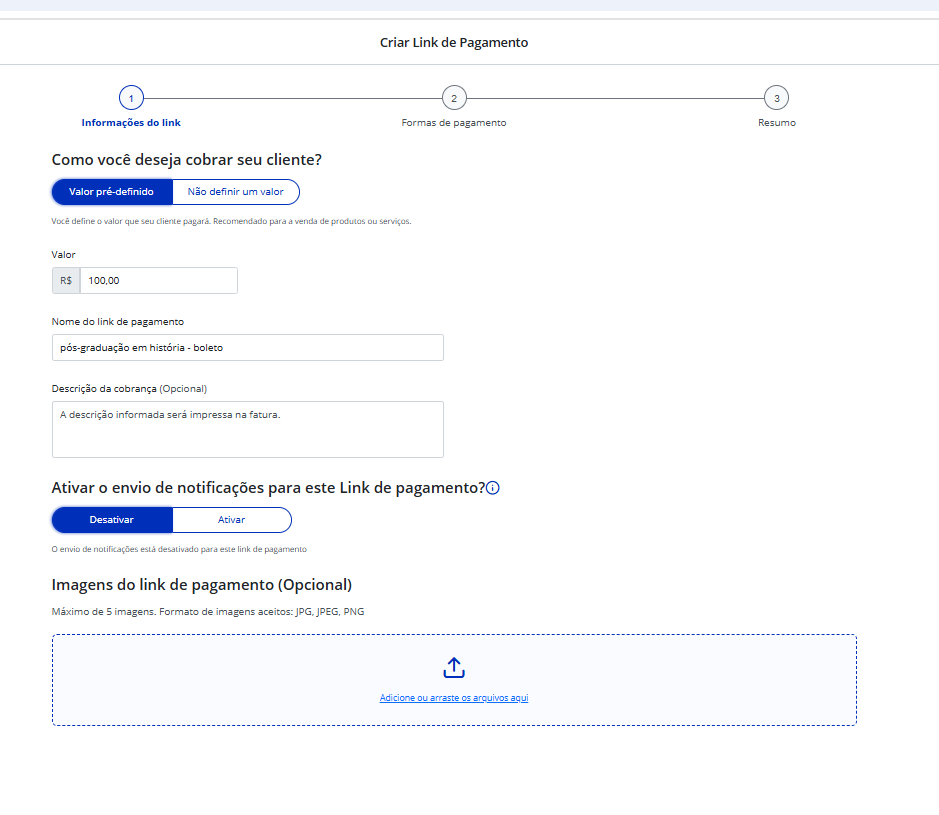 Criar Link de Pagamento
1
2
3
Informações do link
Formas de pagamento
Resumo
Como você deseja cobrar seu cliente?
Valor pré-definido
Não definir um valor
Você define o valor que seu cliente pagará. Recomendado para a venda de produtos ou serviços.
Valor
R$ 100,00
Nome do link de pagamento
pós-graduação em história - boleto
Descrição da cobrança (Opcional)
A descrição informada será impressa na fatura.
Ativar o envio de notificações para este Link de pagamento?
Desativar
Ativar
O envio de notificações está desativado para este link de pagamento
Imagens do link de pagamento (Opcional)
Máximo de 5 imagens. Formato de imagens aceitos: JPG, JPEG, PNG
Adicione ou arraste os arquivos aqui